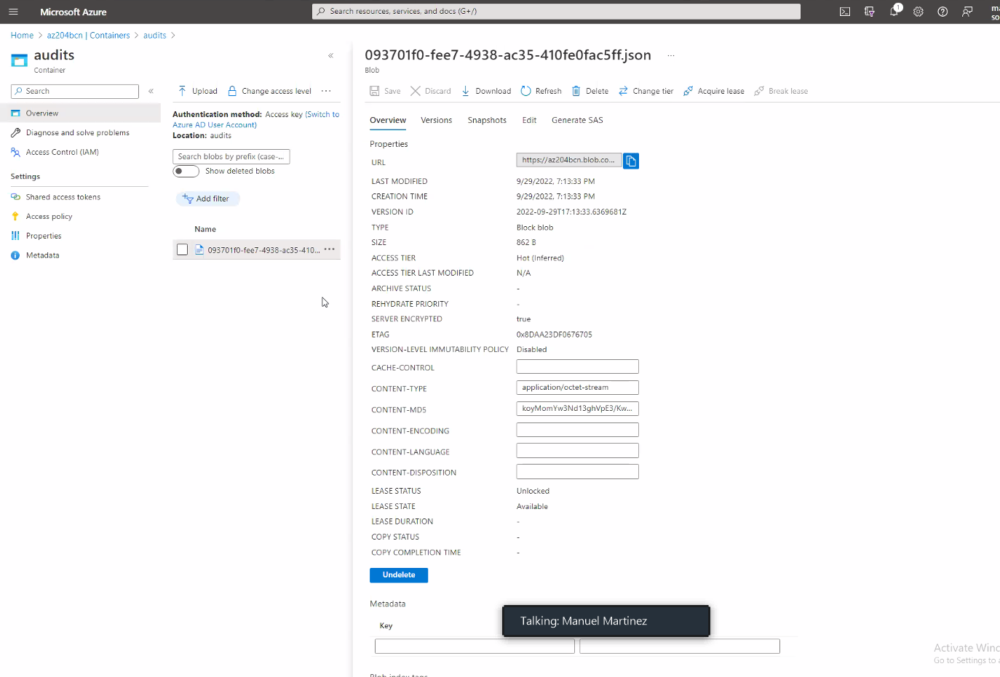 Microsoft Azure
Search resources, services, and docs (G+/)
1
Home > az204bcn | Containers > audits >
audits
Container
Search
Overview
Diagnose and solve problems
Access Control (IAM)
Settings
Shared access tokens
Access policy
Properties
Metadata
Upload
Change access level
Authentication method: Access key (Switch to
Azure AD User Account)
Location: audits
Search blobs by prefix (case-...
Show deleted blobs
Add filter
Name
093701f0-fee7-4938-ac35-410...
093701f0-fee7-4938-ac35-410fe0fac5ff.json
Blob
Save
Discard
Download
Refresh
Delete
Change tier
Acquire lease
Break lease
Overview
Versions
Snapshots
Edit
Generate SAS
Properties
URL https://az204bcn.blob.co...
LAST MODIFIED 9/29/2022, 7:13:33 PM
CREATION TIME 9/29/2022, 7:13:33 PM
VERSION ID 2022-09-29T17:13:33.6369681Z
TYPE Block blob
SIZE 862 B
ACCESS TIER Hot (Inferred)
ACCESS TIER LAST MODIFIED N/A
ARCHIVE STATUS -
REHYDRATE PRIORITY -
SERVER ENCRYPTED true
ETAG 0x8DAA23DF0676705
VERSION-LEVEL IMMUTABILITY POLICY Disabled
CACHE-CONTROL
CONTENT-TYPE application/octet-stream
CONTENT-MD5 koyMomYw3Nd13ghVpE3/Kw...
CONTENT-ENCODING
CONTENT-LANGUAGE
CONTENT-DISPOSITION
LEASE STATUS Unlocked
LEASE STATE Available
LEASE DURATION -
COPY STATUS -
COPY COMPLETION TIME -
Undelete
Metadata
Key
Talking: Manuel Martinez
Activate Winc
Go to Settings to a